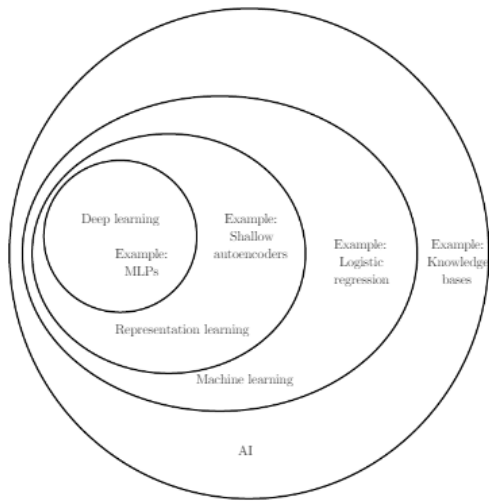 Deep learning
Example:
MLPs
Example:
Shallow
autoencoders
Example:
Logistic
regression
Example:
Knowledge
bases
Representation learning
Machine learning
AI